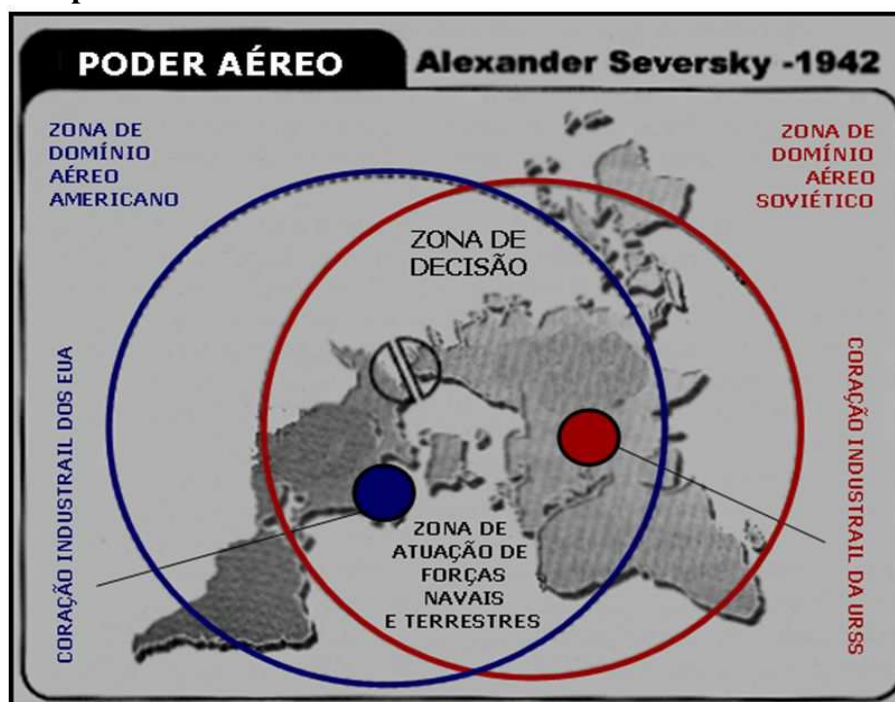 PODER AÉREO
Alexander Seversky -1942
ZONA DE
DOMÍNIO
AÉREO
AMERICANO
ZONA DE
DOMÍNIO
AÉREO
SOVIÉTICO
ZONA DE
DECISÃO
CORAÇÃO INDUSTRAIL DOS EUA
CORAÇÃO INDUSTRAIL DA URSS
ZONA DE
ATUAÇÃO DE
FORÇAS
NAVAIS
E TERRESTRES